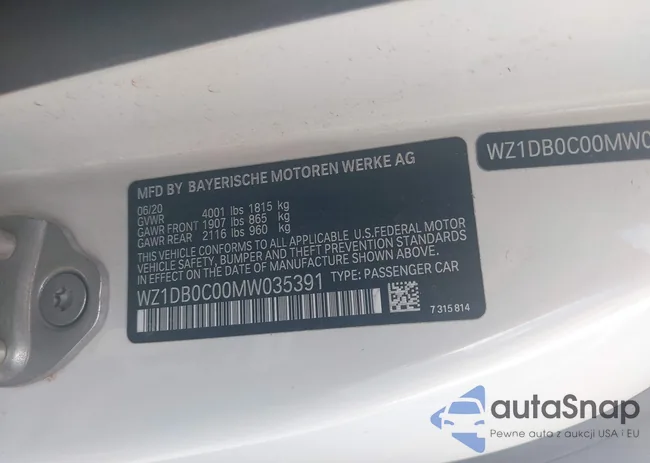 MFD BY BAYERISCHE MOTOREN WERKE AG
06/20
GVWR 4001 lbs 1815 kg
GAWR FRONT 1907 lbs 865 kg
GAWR REAR 2116 lbs 960 kg
THIS VEHICLE CONFORMS TO ALL APPLICABLE U.S.FEDERAL MOTOR
VEHICLE SAFETY, BUMPER AND THEFT PREVENTION STANDARDS
IN EFFECT ON THE DATE OF MANUFACTURE SHOWN ABOVE.
WZ1DB0C00MW035391 TYPE: PASSENGER CAR
7 315 814
WZ1DB0C00MW0
autaSnap
Pewne auta z aukcji USA i EU